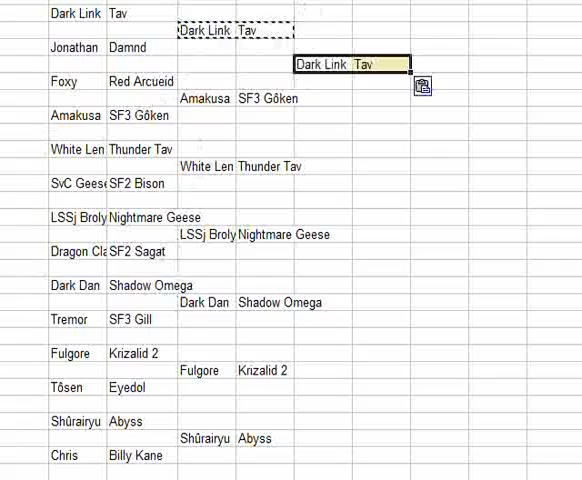 Dark Link Tav
Dark Link Tav
Jonathan Damnd
Dark Link Tav
Foxy Red Arcueid
Amakusa SF3 Gôken
Amakusa SF3 Gôken
White Len Thunder Tav
White Len Thunder Tav
SvC Geese SF2 Bison
LSSj Broly Nightmare Geese
LSSj Broly Nightmare Geese
Dragon Cla SF2 Sagat
Dark Dan Shadow Omega
Dark Dan Shadow Omega
Tremor SF3 Gill
Fulgore Krizalid 2
Fulgore Krizalid 2
Tôsen Eyedol
Shûrairyu Abyss
Shûrairyu Abyss
Chris Billy Kane